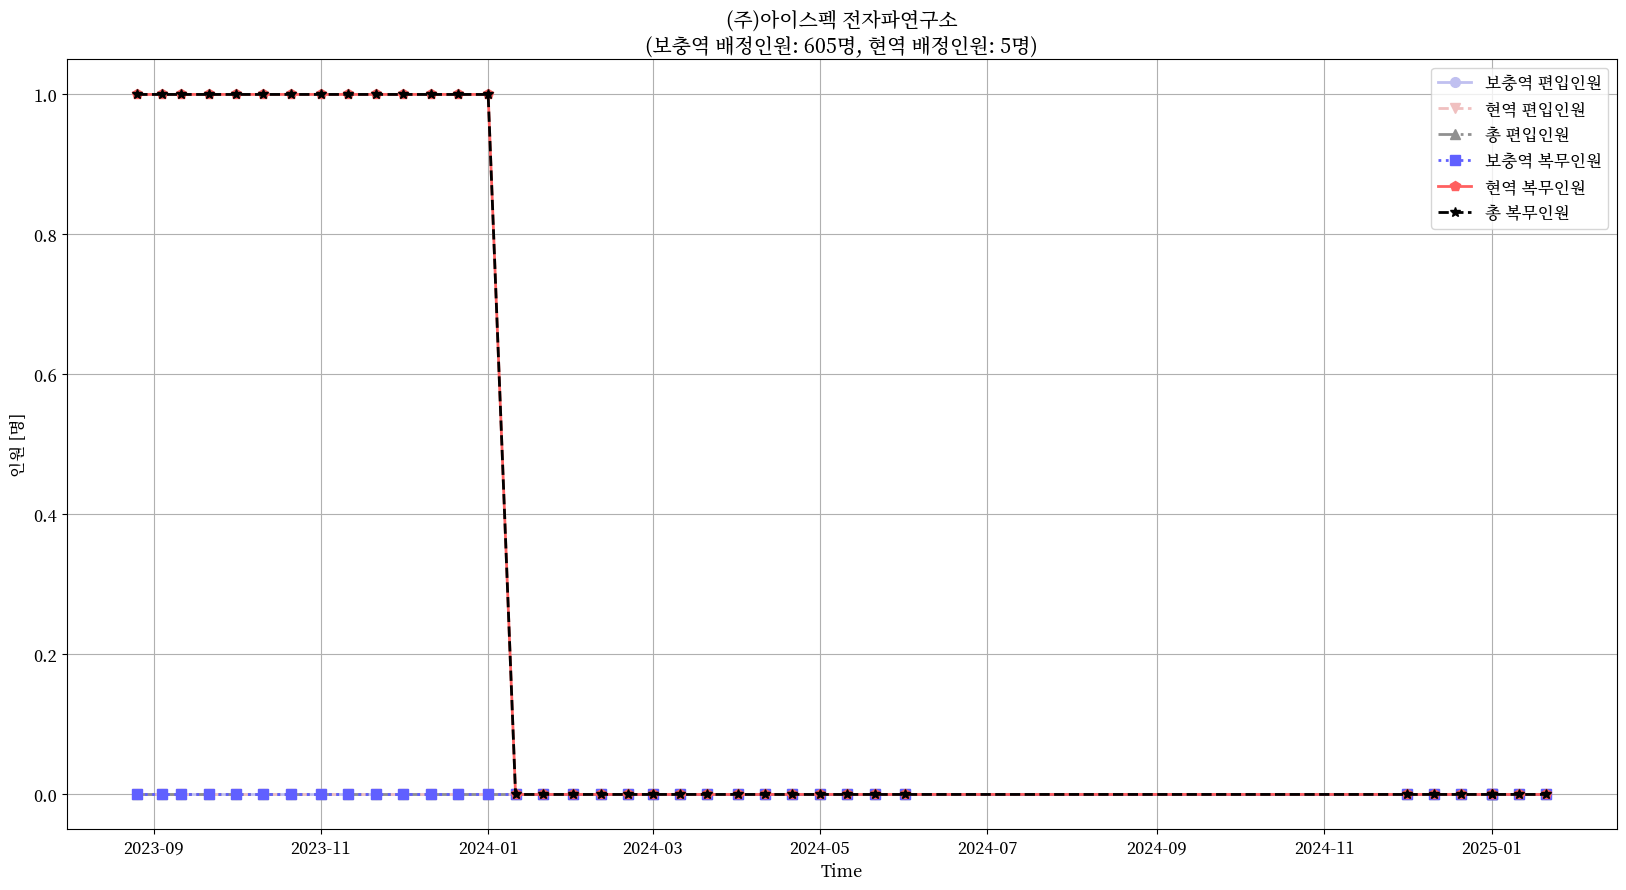 (주)아이스펙 전자파연구소
(보충역 배정인원: 605명, 현역 배정인원: 5명)
보충역 편입인원
현역 편입인원
총 편입인원
보충역 복무인원
현역 복무인원
총 복무인원
인원 [명]
1.0
0.8
0.6
0.4
0.2
0.0
2023-09
2023-11
2024-01
2024-03
2024-05
2024-07
2024-09
2024-11
2025-01
Time